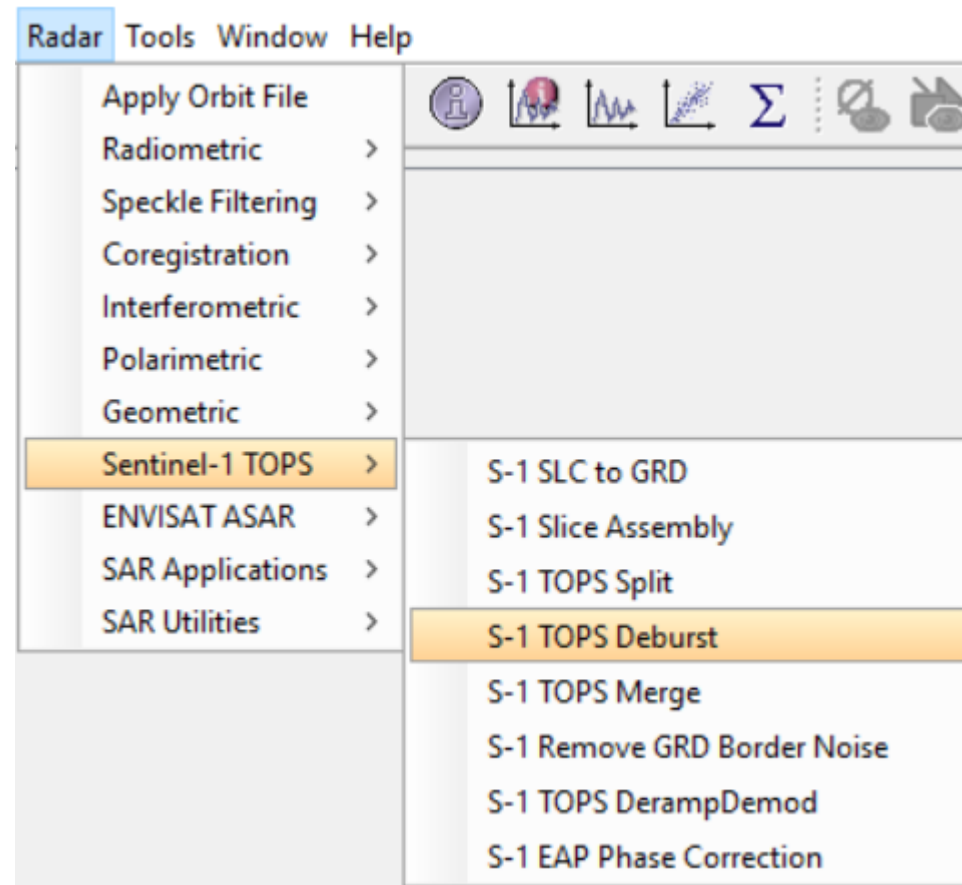 Radar Tools Window Help
Apply Orbit File
Radiometric >
Speckle Filtering >
Coregistration >
Interferometric >
Polarimetric >
Geometric >
Sentinel-1 TOPS >
ENVISAT ASAR >
SAR Applications >
SAR Utilities >
S-1 SLC to GRD
S-1 Slice Assembly
S-1 TOPS Split
S-1 TOPS Deburst
S-1 TOPS Merge
S-1 Remove GRD Border Noise
S-1 TOPS DerampDemod
S-1 EAP Phase Correction